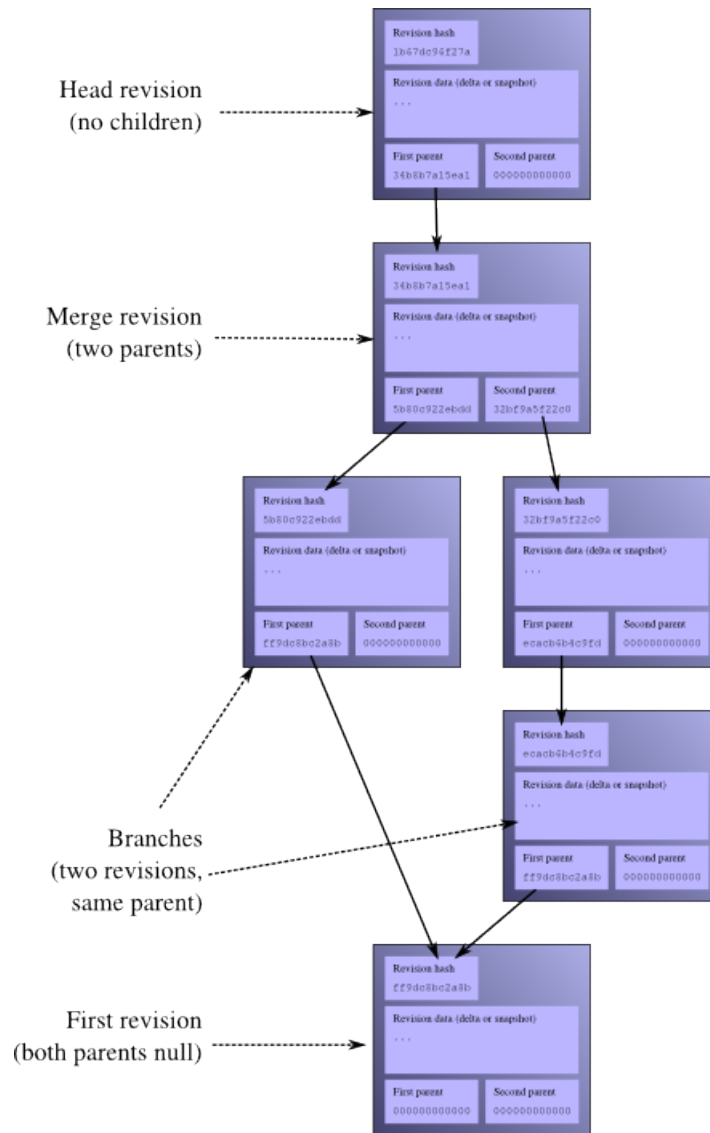 Revision hash
1b67dc96f27a
Revision data (delta or snapshot)
...
Head revision
(no children)
First parent
34b8b7a15ea1
Second parent
000000000000
Revision hash
34b8b7a15ea1
Revision data (delta or snapshot)
...
Merge revision
(two parents)
First parent
5b80c922ebdd
Second parent
32bf9a5f22c0
Revision hash
5b80c922ebdd
Revision data (delta or snapshot)
...
First parent
ff9dc8bc2a8b
Second parent
000000000000
Revision hash
32bf9a5f22c0
Revision data (delta or snapshot)
...
First parent
ecacb6b4c9fd
Second parent
000000000000
Revision hash
ecacb6b4c9fd
Revision data (delta or snapshot)
...
First parent
ff9dc8bc2a8b
Second parent
000000000000
Branches
(two revisions,
same parent)
Revision hash
ff9dc8bc2a8b
Revision data (delta or snapshot)
...
First revision
(both parents null)
First parent
000000000000
Second parent
000000000000